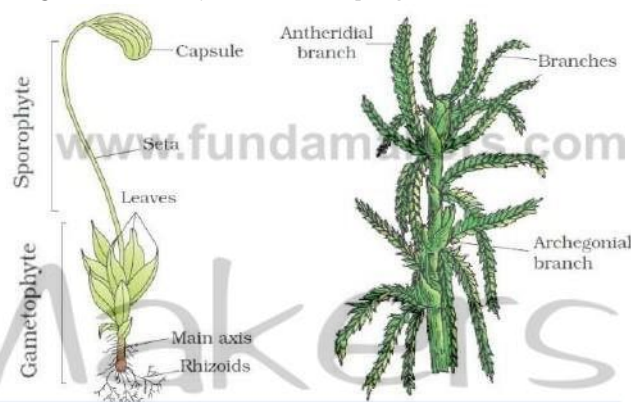 Capsule
Sporophyte
Seta
Leaves
Gametophyte
Main axis
Rhizoids
Antheridial
branch
Branches
Archegonial
branch
www.fundamakers.com
Makers